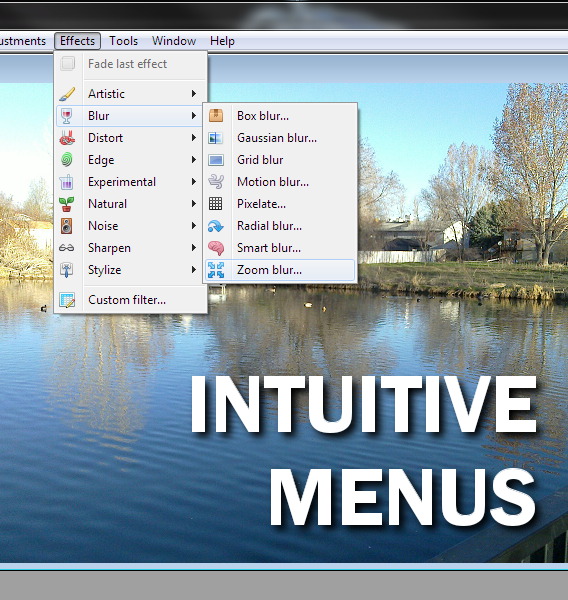 ustments Effects Tools Window Help
Fade last effect
Artistic
Blur
Distort
Edge
Experimental
Natural
Noise
Sharpen
Stylize
Custom filter...
Box blur...
Gaussian blur...
Grid blur
Motion blur...
Pixelate...
Radial blur...
Smart blur...
Zoom blur...
INTUITIVE
MENUS